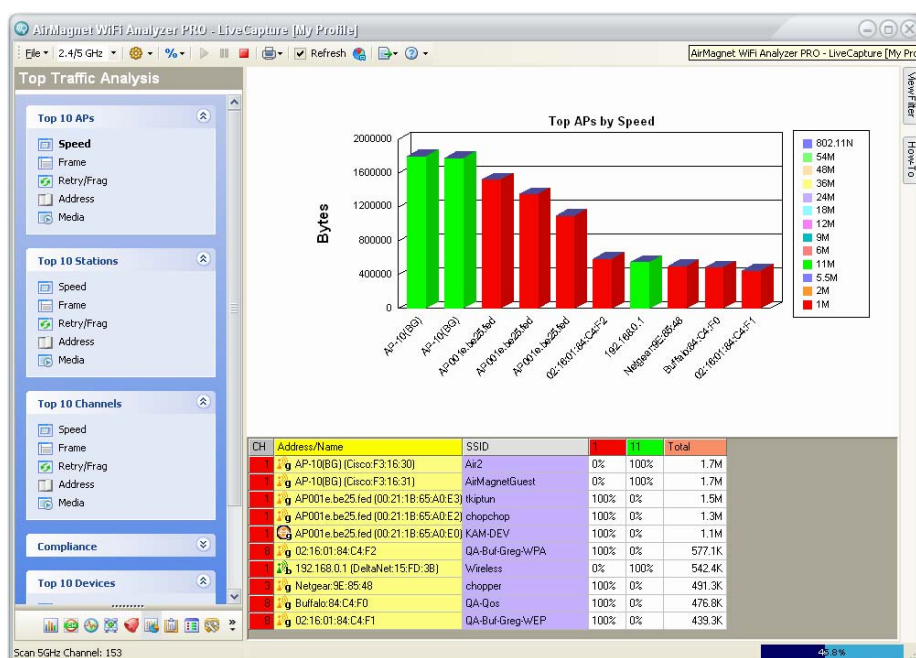 AirMagnet WiFi Analyzer PRO - LiveCapture [My Profile]
File 2.4/5 GHz % Refresh
AirMagnet WiFi Analyzer PRO - LiveCapture [My Pro
Top Traffic Analysis
Top 10 APs
Speed
Frame
Retry/Frag
Address
Media
Top 10 Stations
Speed
Frame
Retry/Frag
Address
Media
Top 10 Channels
Speed
Frame
Retry/Frag
Address
Media
Compliance
Top 10 Devices
View Filter
How-To
Top APs by Speed
Bytes
2000000
1600000
1200000
800000
400000
0
AP-10(BG)
AP-10(BG)
AP001e.be25.fed
AP001e.be25.fed
AP001e.be25.fed
02:16:01:84:C4:F2
192.168.0.1
Netgear:9E:85:48
Buffalo:84:C4:F0
02:16:01:84:C4:F1
802.11N
54M
48M
36M
24M
18M
12M
9M
6M
11M
5.5M
2M
1M
CH Address/Name SSID 1 11 Total
1 g AP-10(BG) (Cisco:F3:16:30) Air2 0% 100% 1.7M
1 g AP-10(BG) (Cisco:F3:16:31) AirMagnetGuest 0% 100% 1.7M
1 g AP001e.be25.fed (00:21:1B:65:A0:E3) tkiptun 100% 0% 1.5M
1 g AP001e.be25.fed (00:21:1B:65:A0:E2) chopchop 100% 0% 1.3M
1 g AP001e.be25.fed (00:21:1B:65:A0:E0) KAM-DEV 100% 0% 1.1M
8 g 02:16:01:84:C4:F2 QA-Buf-Greg-WPA 100% 0% 577.1K
1 b 192.168.0.1 (DeltaNet:15:FD:3B) Wireless 0% 100% 542.4K
3 g Netgear:9E:85:48 chopper 100% 0% 491.3K
8 g Buffalo:84:C4:F0 QA-Qos 100% 0% 476.8K
8 g 02:16:01:84:C4:F1 QA-Buf-Greg-WEP 100% 0% 439.3K
Scan 5GHz Channel: 153
45.8%